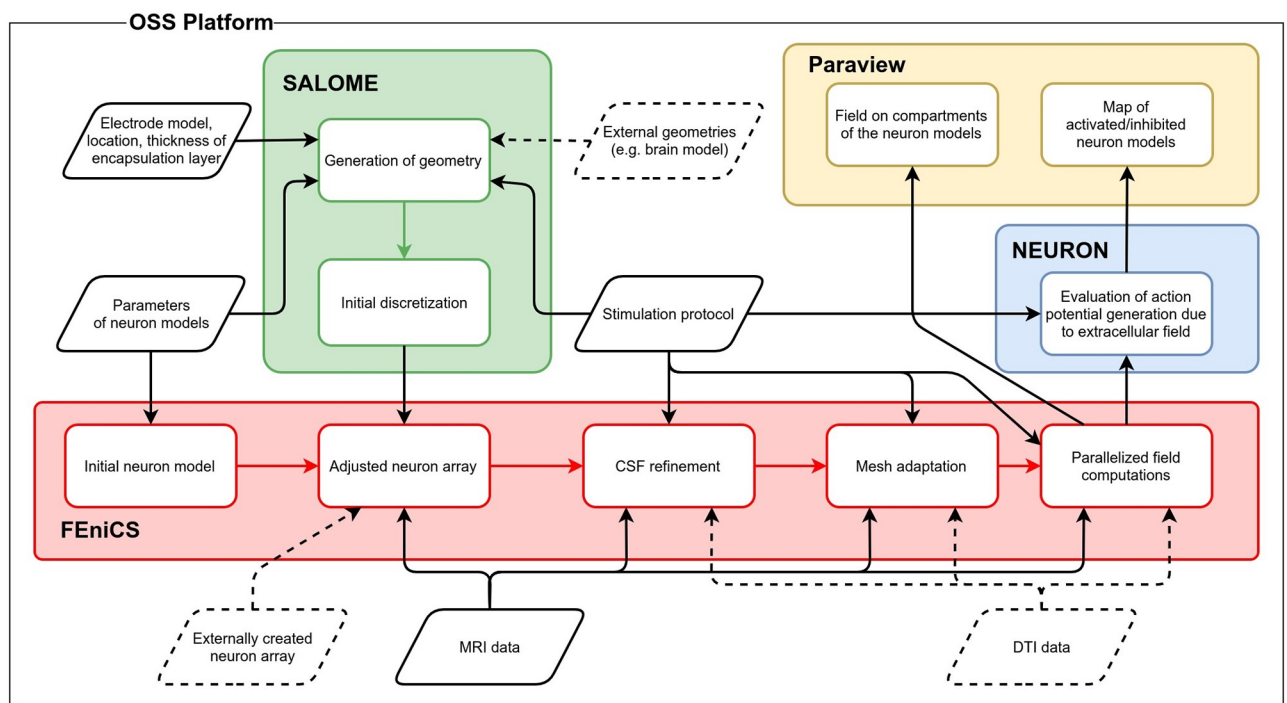 OSS Platform
SALOME
Electrode model,
location, thickness of
encapsulation layer
Generation of geometry
External geometries
(e.g. brain model)
Paraview
Field on compartments
of the neuron models
Map of
activated/inhibited
neuron models
Parameters
of neuron models
Initial discretization
Stimulation protocol
NEURON
Evaluation of action
potential generation due
to extracellular field
Initial neuron model
Adjusted neuron array
CSF refinement
Mesh adaptation
Parallelized field
computations
FEniCS
Externally created
neuron array
MRI data
DTI data